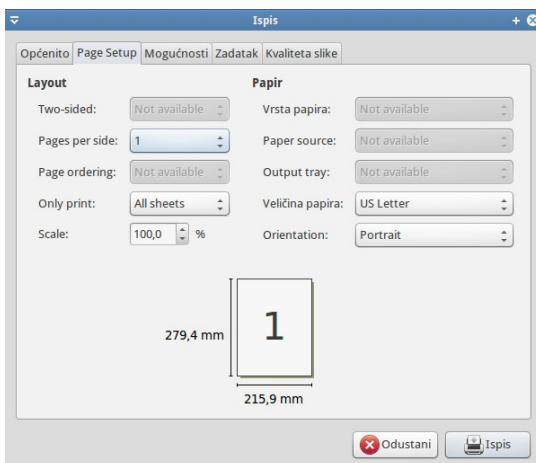 Ispis
Općenito Page Setup Mogućnosti Zadatak Kvaliteta slike
Layout Papir
Two-sided: Not available Vrsta papira: Not available
Pages per side: 1 Paper source: Not available
Page ordering: Not available Output tray: Not available
Only print: All sheets Veličina papira: US Letter
Scale: 100,0 % Orientation: Portrait
279,4 mm 1
215,9 mm
Odustani Ispis